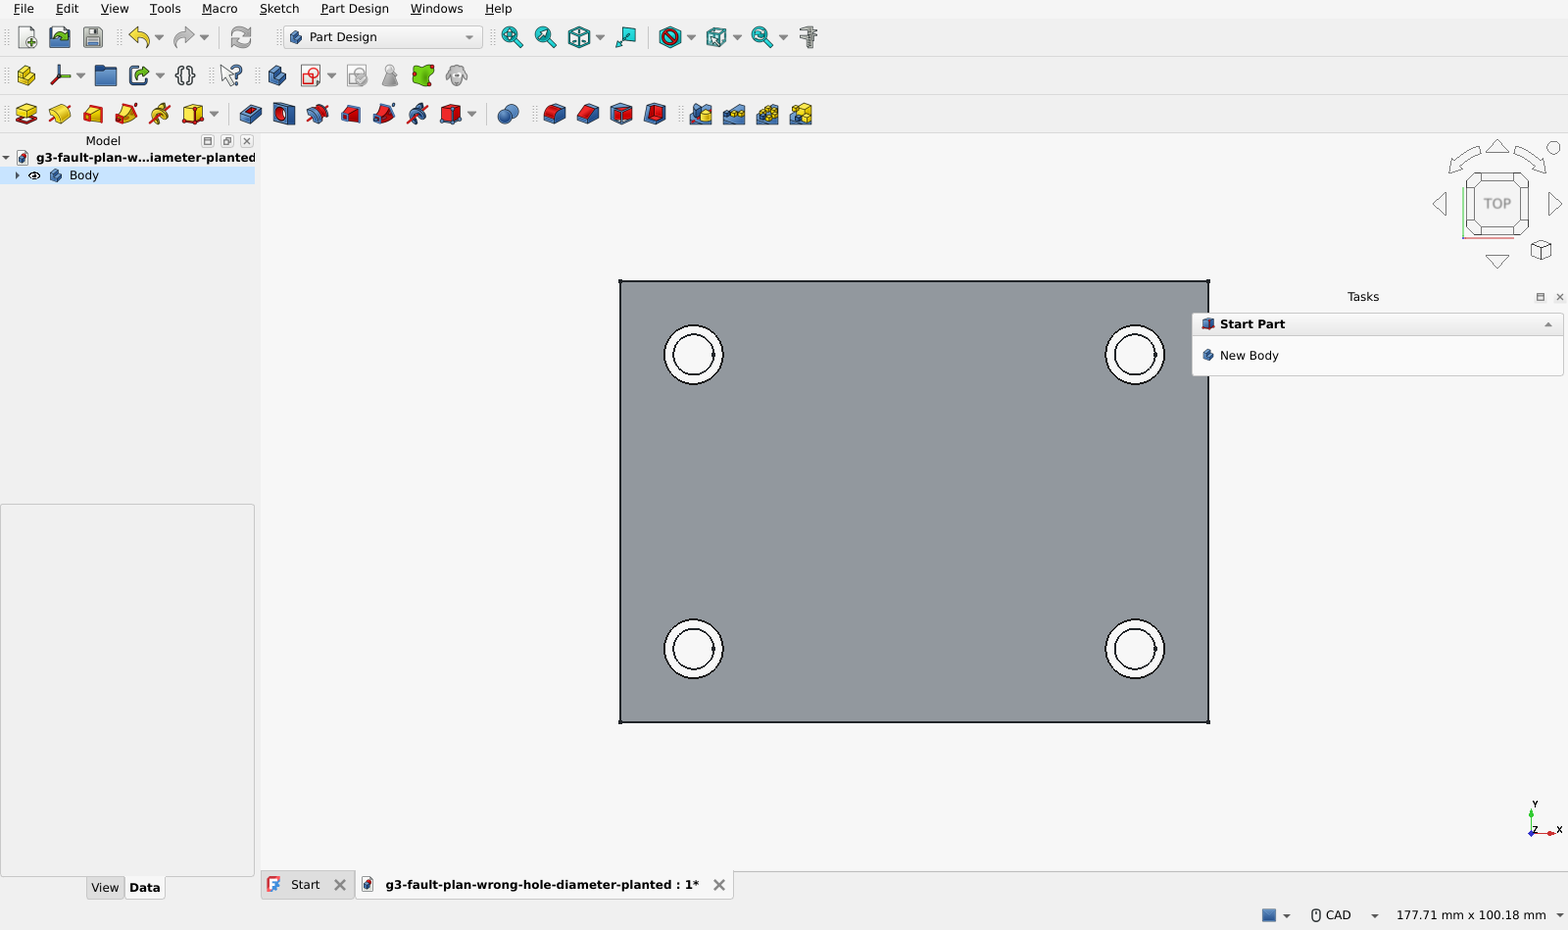 File Edit View Tools Macro Sketch Part Design Windows Help
Part Design
Model
g3-fault-plan-w...iameter-planted
Body
TOP
Tasks
Start Part
New Body
Y
Z X
View Data
Start g3-fault-plan-wrong-hole-diameter-planted : 1*
CAD 177.71 mm x 100.18 mm